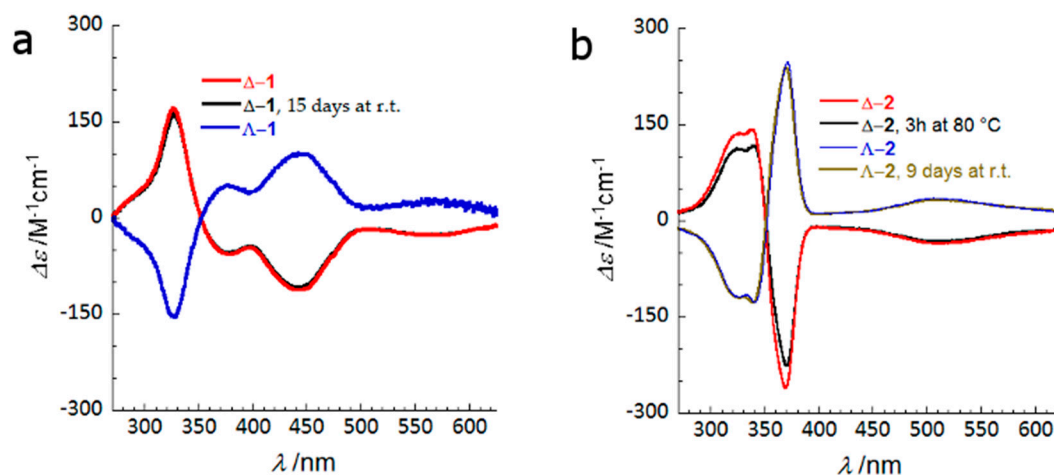 a
300
150
0
-150
-300
Δε /M-1cm-1
Δ–1
Δ–1, 15 days at r.t.
Λ–1
300 350 400 450 500 550 600
λ /nm
b
300
150
0
-150
-300
Δε /M-1cm-1
Δ–2
Δ–2, 3h at 80 °C
Λ–2
Λ–2, 9 days at r.t.
300 350 400 450 500 550 600
λ /nm